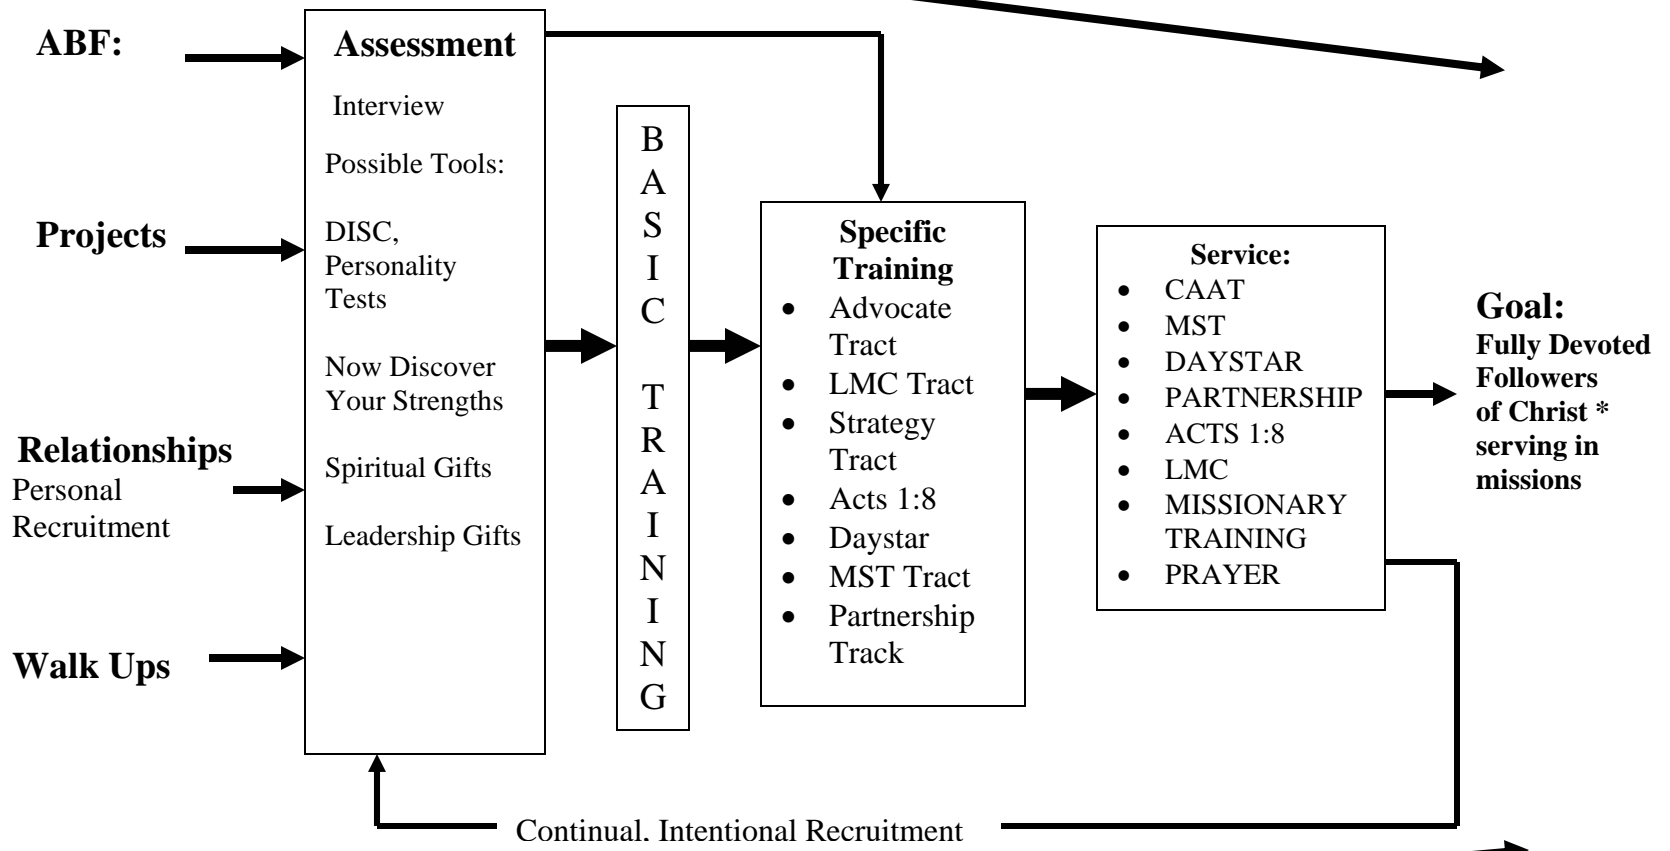 ABF:
Projects
Relationships
Personal
Recruitment
Walk Ups
Assessment
Interview
Possible Tools:
DISC,
Personality
Tests
Now Discover
Your Strengths
Spiritual Gifts
Leadership Gifts
BASIC TRAINING
Specific
Training
• Advocate
Tract
• LMC Tract
• Strategy
Tract
• Acts 1:8
• Daystar
• MST Tract
• Partnership
Track
Service:
• CAAT
• MST
• DAYSTAR
• PARTNERSHIP
• ACTS 1:8
• LMC
• MISSIONARY
TRAINING
• PRAYER
Goal:
Fully Devoted
Followers
of Christ *
serving in
missions
Continual, Intentional Recruitment